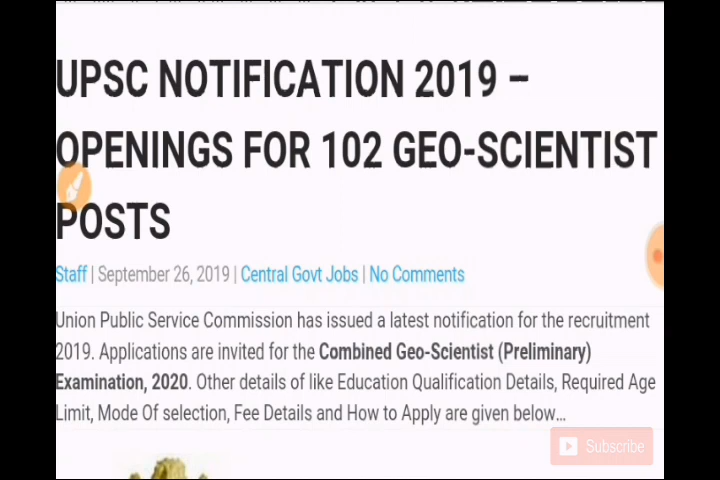 UPSC NOTIFICATION 2019 –
OPENINGS FOR 102 GEO-SCIENTIST
POSTS
Staff | September 26, 2019 | Central Govt Jobs | No Comments
Union Public Service Commission has issued a latest notification for the recruitment
2019. Applications are invited for the Combined Geo-Scientist (Preliminary)
Examination, 2020. Other details of like Education Qualification Details, Required Age
Limit, Mode Of selection, Fee Details and How to Apply are given below...
Subscribe